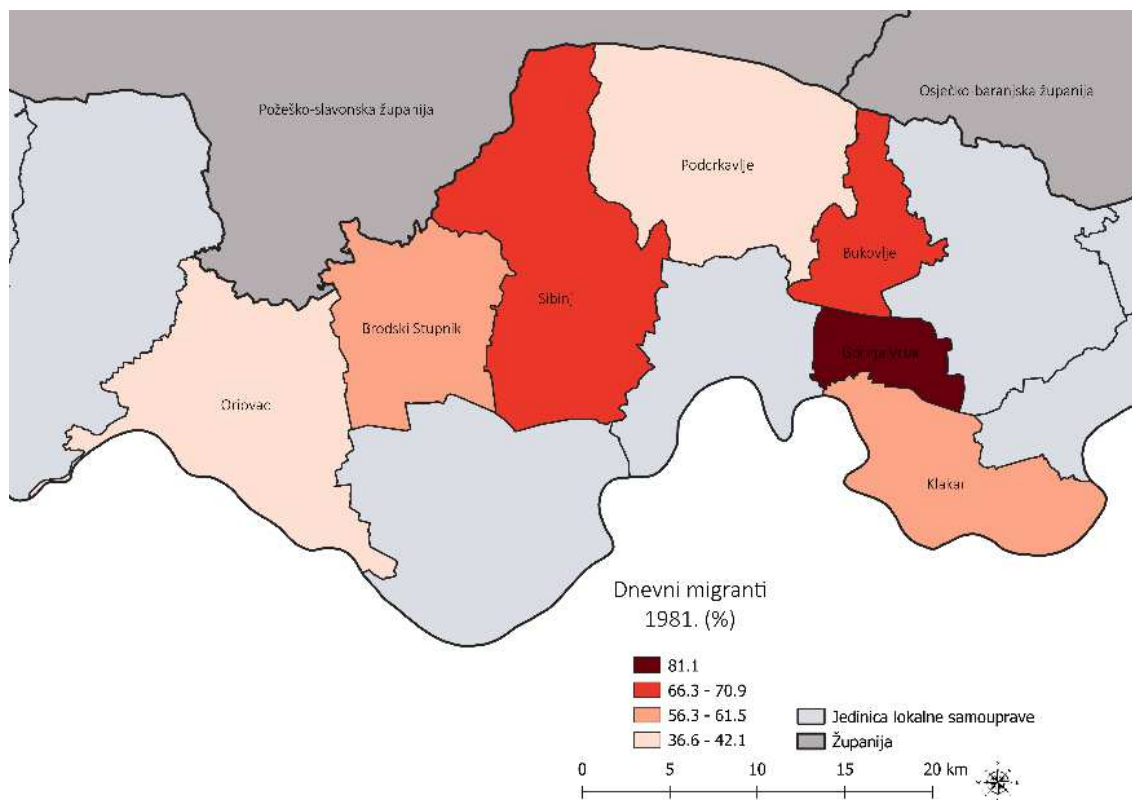 Požeško-slavonska županija
Osječko-baranjska županija
Podcrkavlje
Bukovlje
Sibinj
Brodski Stupnik
Gornja Vrba
Oriovac
Klakar
Dnevni migranti
1981. (%)
81.1
66.3 - 70.9
56.3 - 61.5
36.6 - 42.1
Jedinica lokalne samouprave
Županija
0 5 10 15 20 km